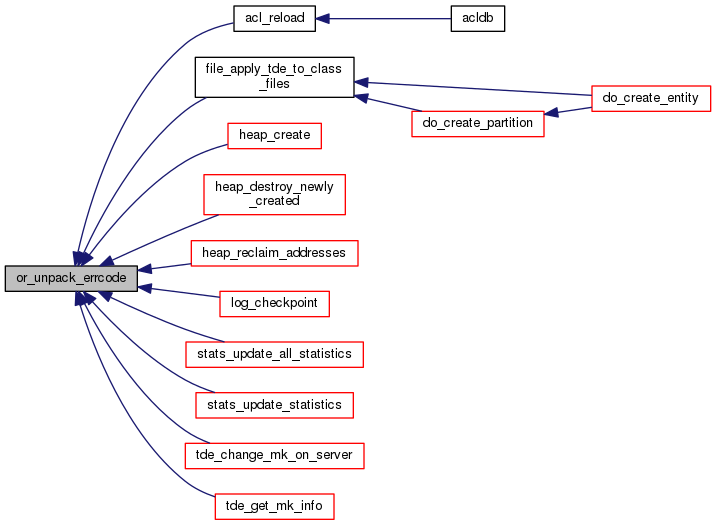 acl_reload
acldb
file_apply_tde_to_class
_files
do_create_entity
do_create_partition
heap_create
heap_destroy_newly
_created
heap_reclaim_addresses
or_unpack_errcode
log_checkpoint
stats_update_all_statistics
stats_update_statistics
tde_change_mk_on_server
tde_get_mk_info